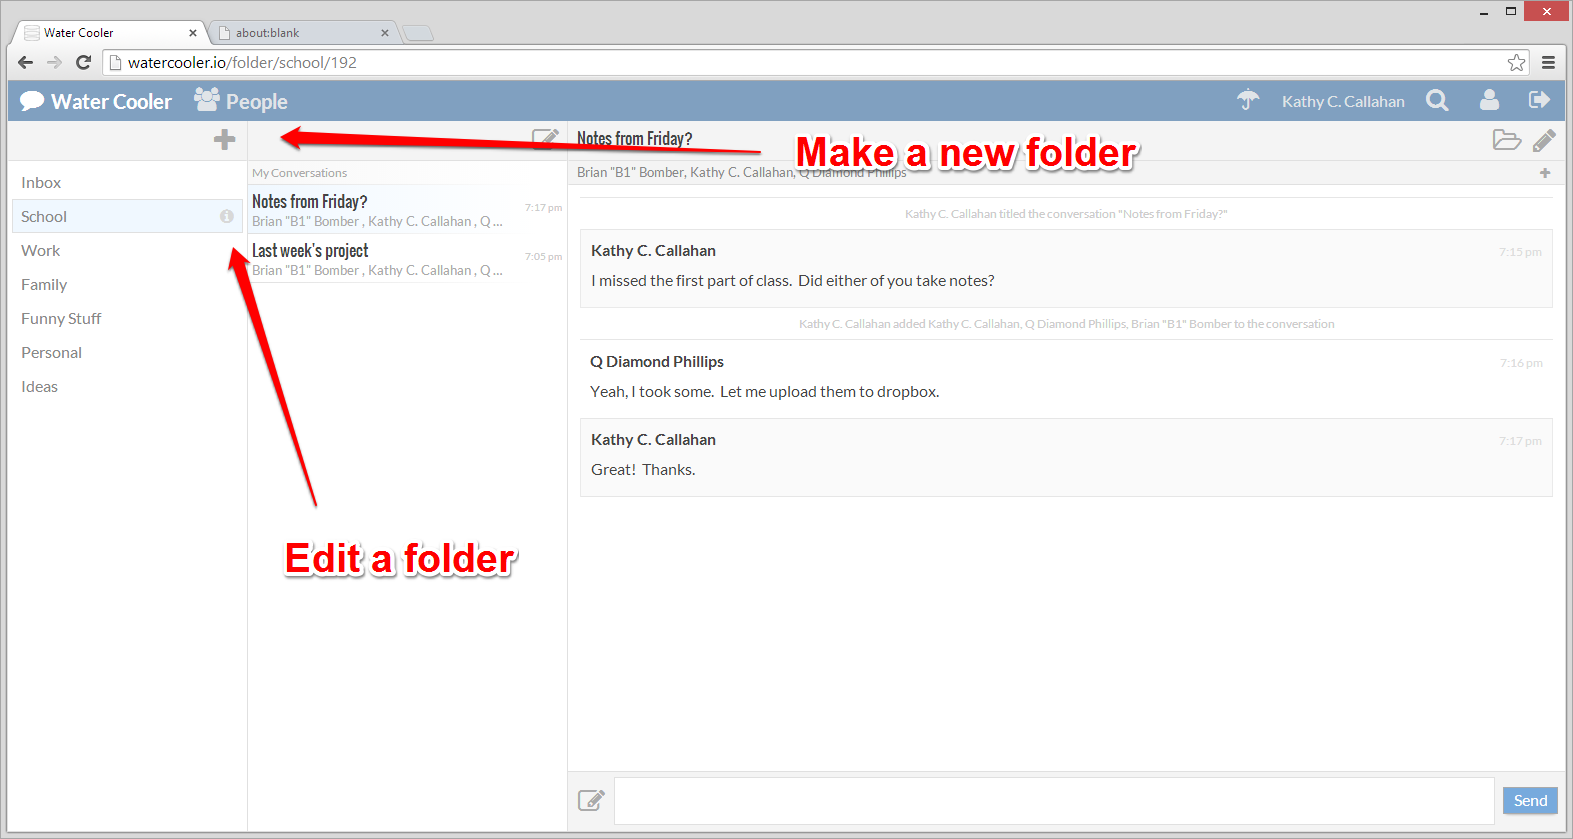 Water Cooler
about:blank
watercooler.io/folder/school/192
Water Cooler
People
Kathy C. Callahan
Notes from Friday?
Make a new folder
Brian "B1" Bomber, Kathy C. Callahan, Q Diamond Phillips
Inbox
School
Work
Family
Funny Stuff
Personal
Ideas
My Conversations
Notes from Friday?
7:17 pm
Brian "B1" Bomber , Kathy C. Callahan , Q ...
Last week's project
7:05 pm
Brian "B1" Bomber , Kathy C. Callahan , Q ...
Edit a folder
Kathy C. Callahan titled the conversation "Notes from Friday?"
Kathy C. Callahan
7:15 pm
I missed the first part of class. Did either of you take notes?
Kathy C. Callahan added Kathy C. Callahan, Q Diamond Phillips, Brian "B1" Bomber to the conversation
Q Diamond Phillips
7:16 pm
Yeah, I took some. Let me upload them to dropbox.
Kathy C. Callahan
7:17 pm
Great! Thanks.
Send